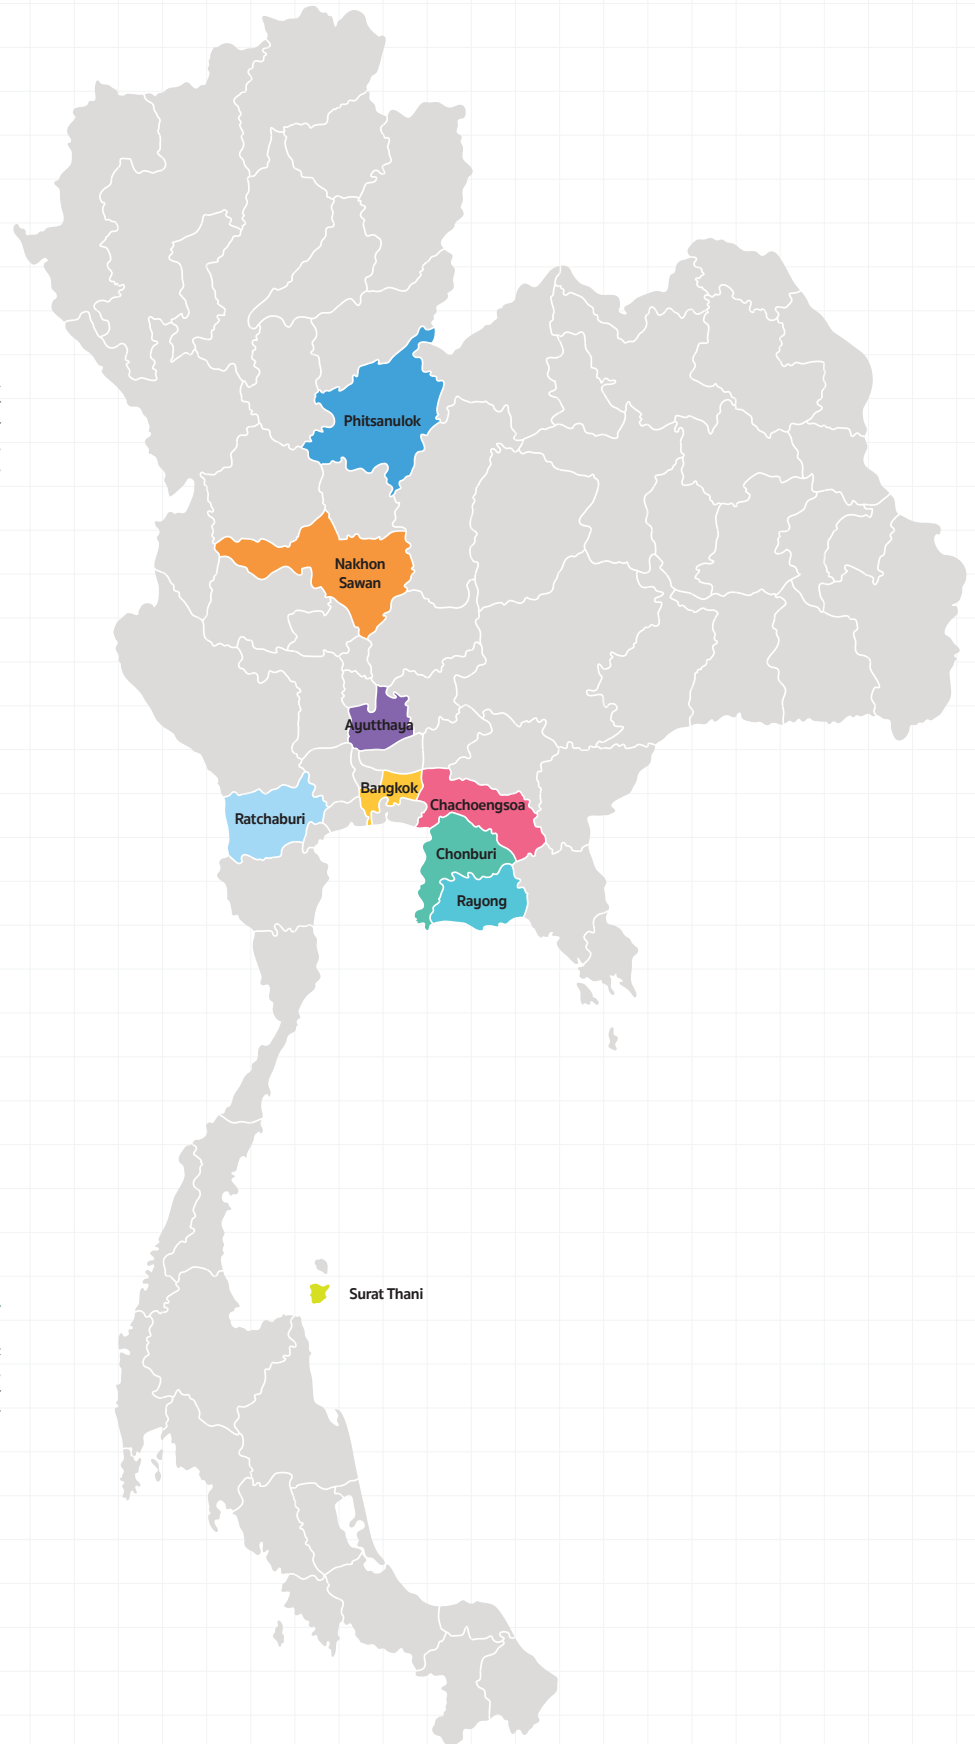 Phitsanulok
Nakhon
Sawan
Ayutthaya
Bangkok
Chachoengsoa
Ratchaburi
Chonburi
Rayong
Surat Thani